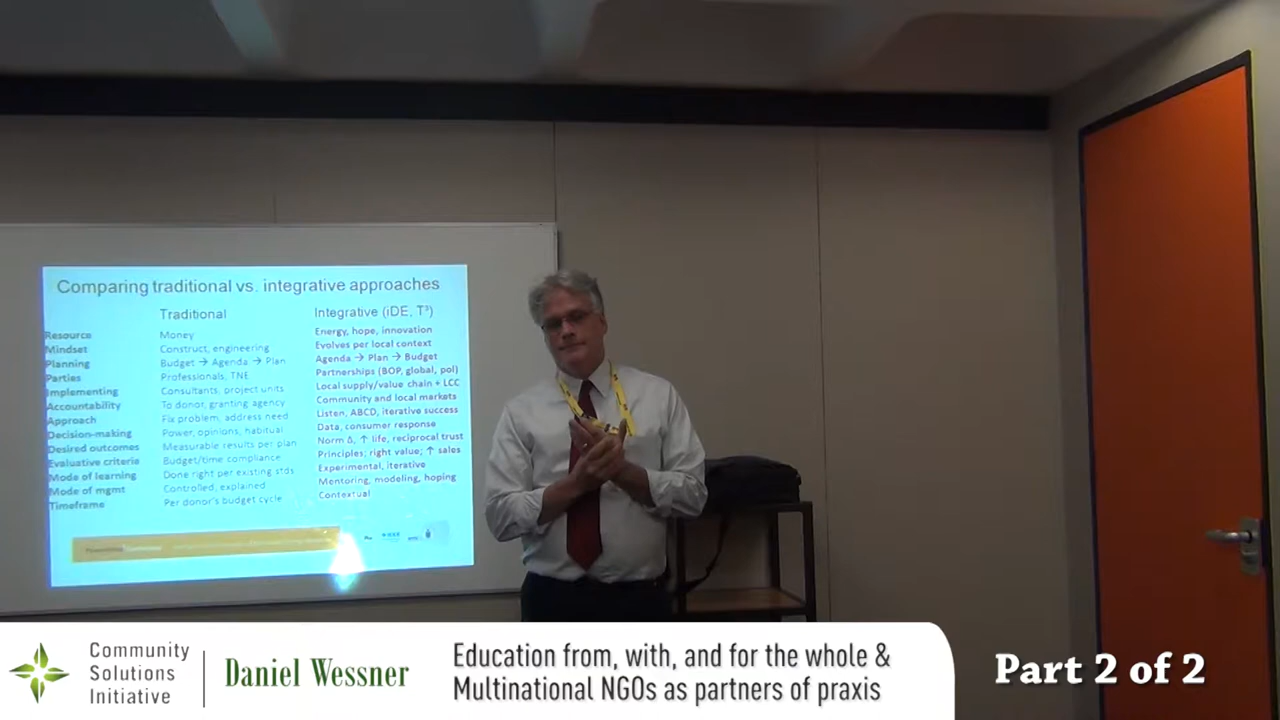 Comparing traditional vs. integrative approaches
Traditional Integrative (iDE, T³)
Resource Money Energy, hope, innovation
Mindset Construct, engineering Evolves per local context
Planning Budget → Agenda → Plan Agenda → Plan → Budget
Parties Professionals, TNE Partnerships (BOP, global, pol)
Implementing Consultants, project units Local supply/value chain + LCC
Accountability To donor, granting agency Community and local markets
Approach Fix problem, address need Listen, ABCD, iterative success
Decision-making Power, opinions, habitual Data, consumer response
Desired outcomes Measurable results per plan Norm Δ, ↑ life, reciprocal trust
Evaluative criteria Budget/time compliance Principles; right value; ↑ sales
Mode of learning Done right per existing stds Experimental, iterative
Mode of mgmt Controlled, explained Mentoring, modeling, hoping
Timeframe Per donor's budget cycle Contextual
Community
Solutions
Initiative
Daniel Wessner
Education from, with, and for the whole &
Multinational NGOs as partners of praxis
Part 2 of 2